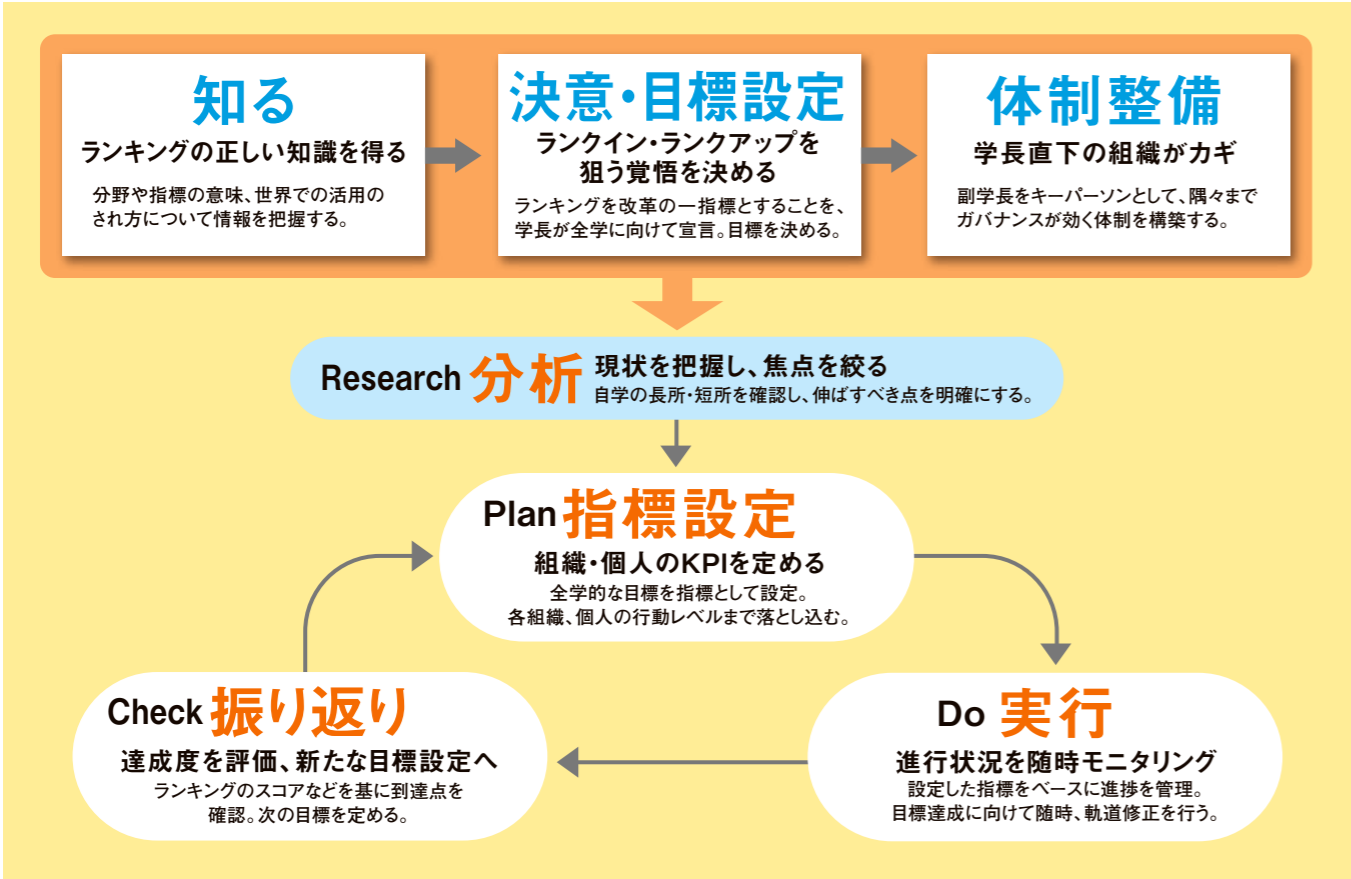 知る
ランキングの正しい知識を得る
分野や指標の意味、世界での活用の
され方について情報を把握する。
決意・目標設定
ランクイン・ランクアップを
狙う覚悟を決める
ランキングを改革の一指標とすることを、
学長が全学に向けて宣言。目標を決める。
体制整備
学長直下の組織がカギ
副学長をキーパーソンとして、隅々まで
ガバナンスが効く体制を構築する。
Research 分析 現状を把握し、焦点を絞る
自学の長所・短所を確認し、伸ばすべき点を明確にする。
Plan 指標設定
組織・個人のKPIを定める
全学的な目標を指標として設定。
各組織、個人の行動レベルまで落とし込む。
Do 実行
進行状況を随時モニタリング
設定した指標をベースに進捗を管理。
目標達成に向けて随時、軌道修正を行う。
Check 振り返り
達成度を評価、新たな目標設定へ
ランキングのスコアなどを基に到達点を
確認。次の目標を定める。